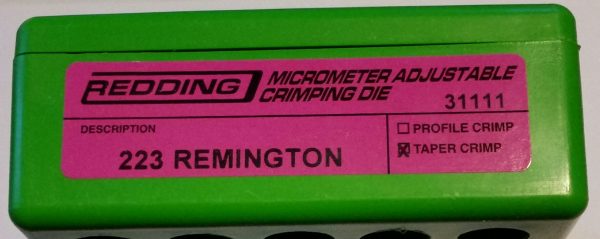 REDDING MICROMETER ADJUSTABLE
CRIMPING DIE 31111
DESCRIPTION
223 REMINGTON
☐ PROFILE CRIMP
☒ TAPER CRIMP